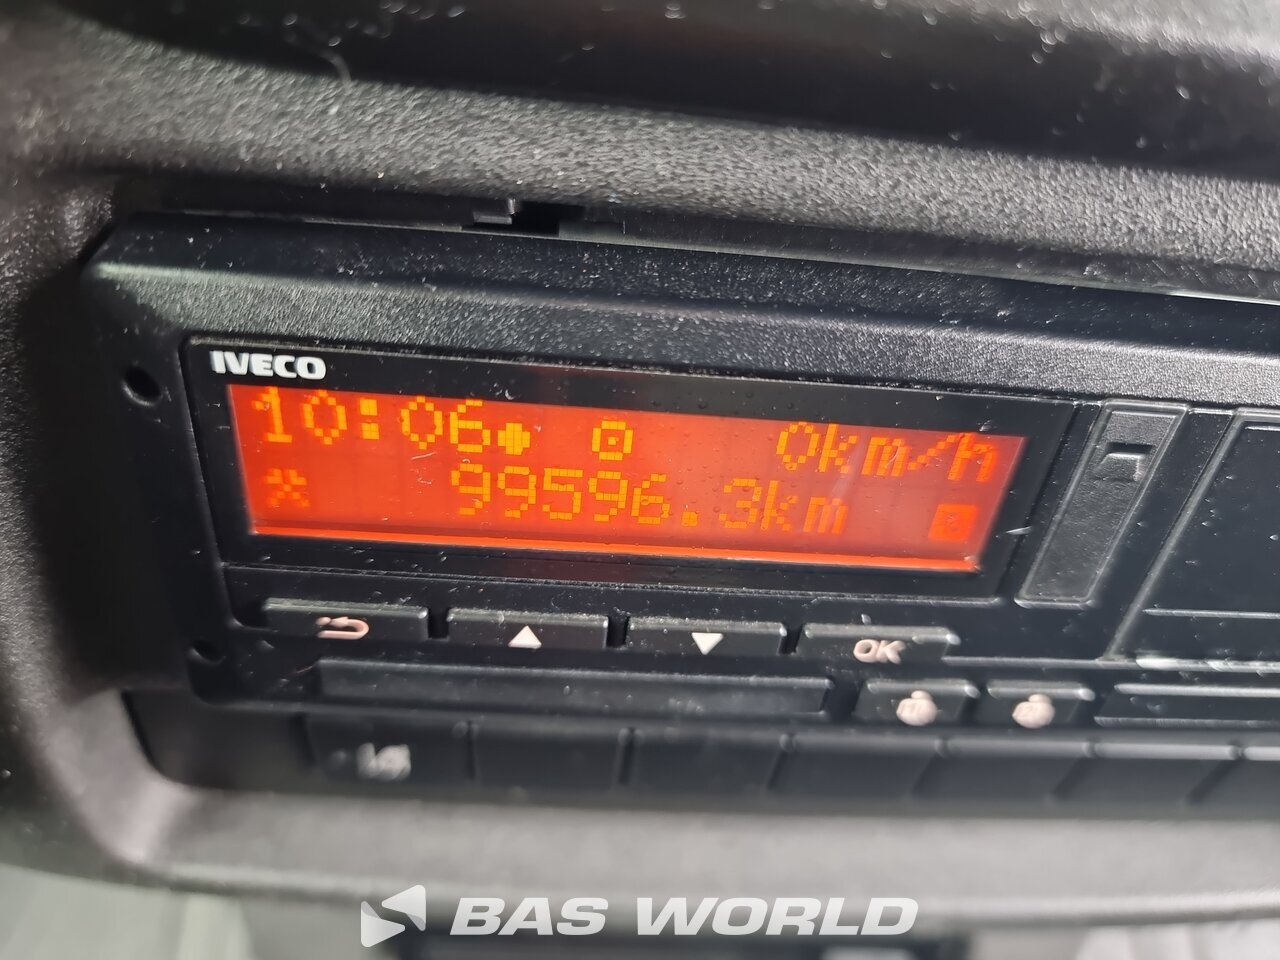 IVECO
10:06 0km/h
99596.3km
OK
BAS WORLD